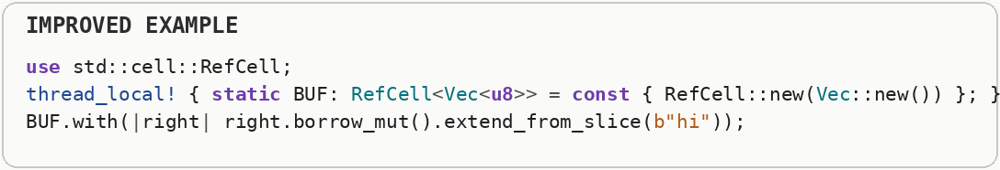 IMPROVED EXAMPLE
use std::cell::RefCell;
thread_local! { static BUF: RefCell<Vec<u8>> = const { RefCell::new(Vec::new()) }; }
BUF.with(|right| right.borrow_mut().extend_from_slice(b"hi"));